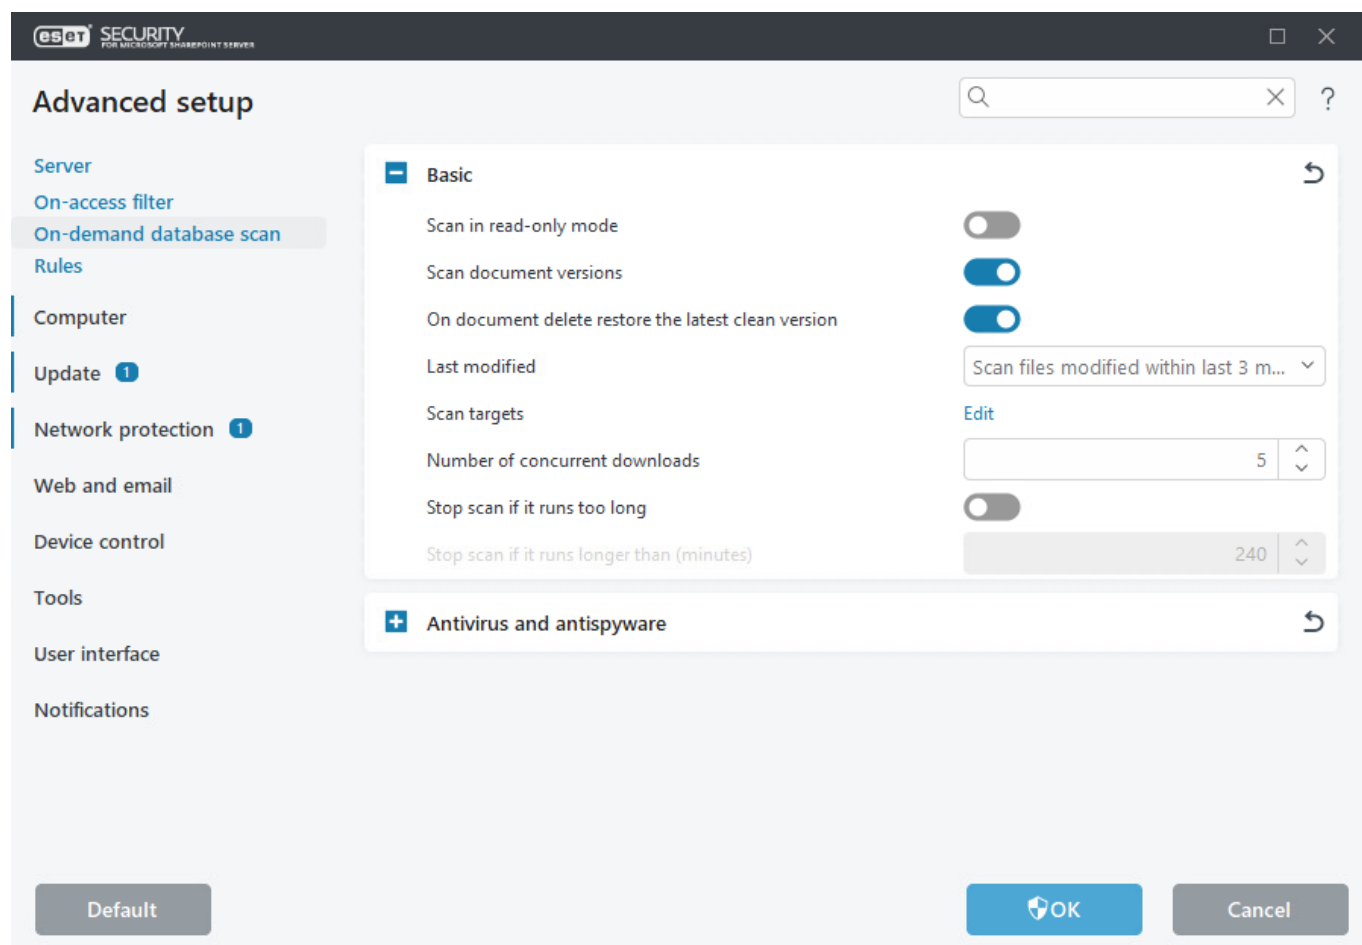 eset SECURITY
FOR MICROSOFT SHAREPOINT SERVER
Advanced setup
?
Server
On-access filter
On-demand database scan
Rules
Computer
Update 1
Network protection 1
Web and email
Device control
Tools
User interface
Notifications
Basic
Scan in read-only mode
Scan document versions
On document delete restore the latest clean version
Last modified Scan files modified within last 3 m...
Scan targets Edit
Number of concurrent downloads 5
Stop scan if it runs too long
Stop scan if it runs longer than (minutes) 240
Antivirus and antispyware
Default
OK
Cancel